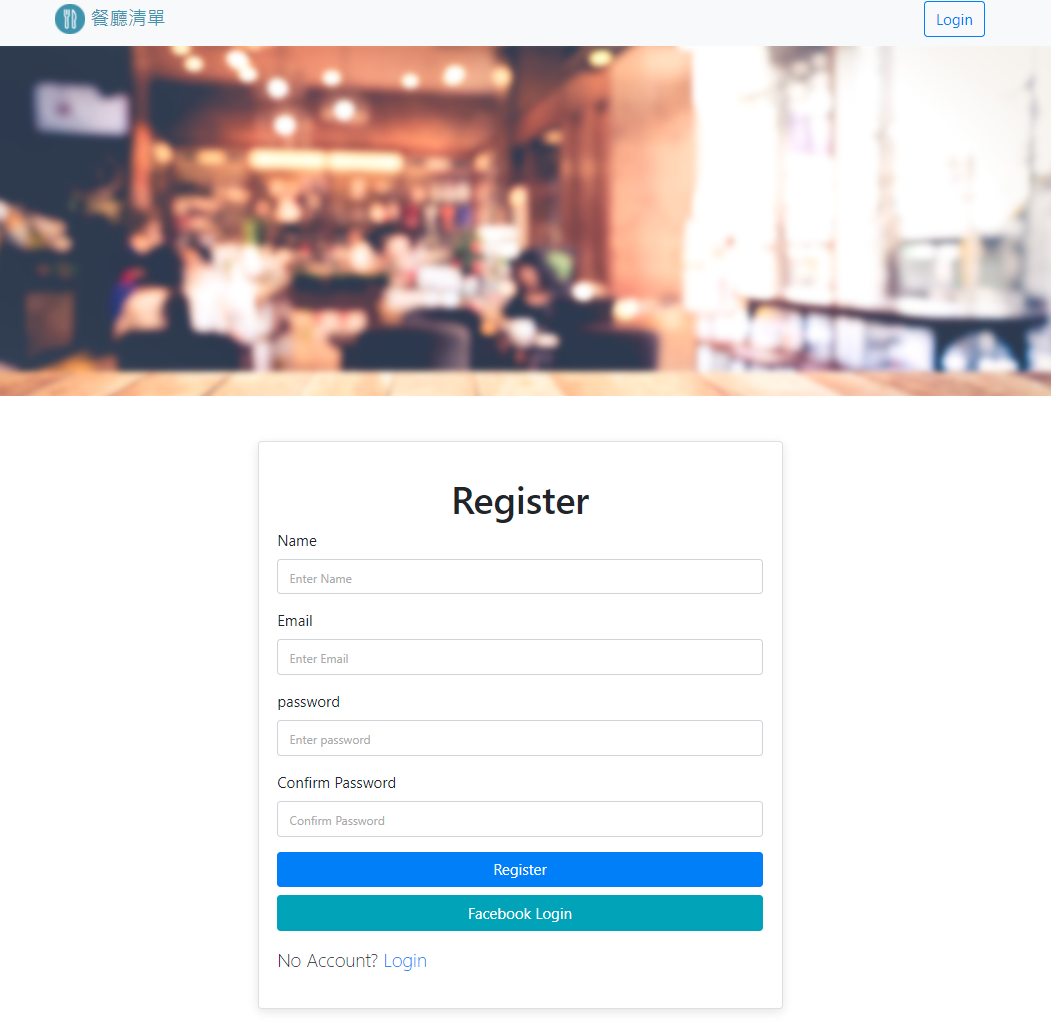 餐廳清單
Login
Register
Name
Enter Name
Email
Enter Email
password
Enter password
Confirm Password
Confirm Password
Register
Facebook Login
No Account? Login